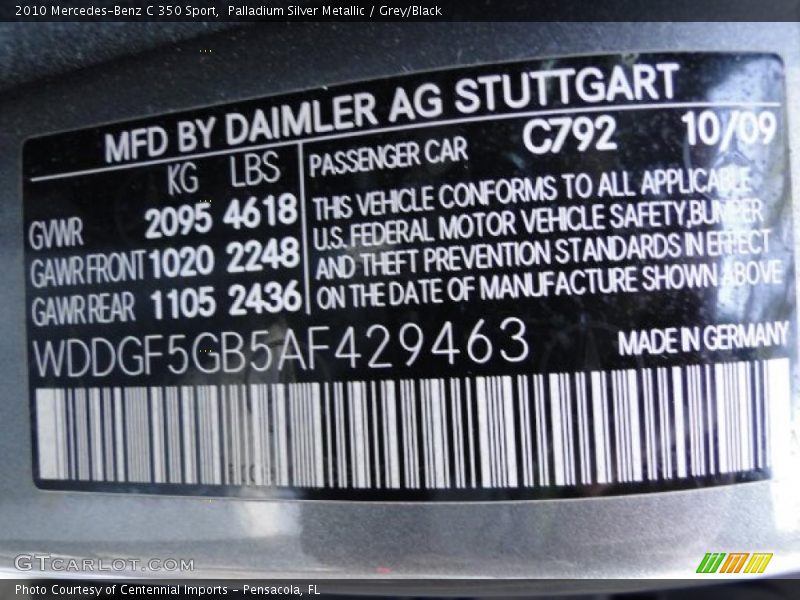 2010 Mercedes-Benz C 350 Sport,  Palladium Silver Metallic / Grey/Black
MFD BY DAIMLER AG STUTTGART
KG LBS
GVWR 2095 4618
GAWR FRONT 1020 2248
GAWR REAR 1105 2436
PASSENGER CAR C792 10/09
THIS VEHICLE CONFORMS TO ALL APPLICABLE
U.S. FEDERAL MOTOR VEHICLE SAFETY,BUMPER
AND THEFT PREVENTION STANDARDS IN EFFECT
ON THE DATE OF MANUFACTURE SHOWN ABOVE
WDDGF5GB5AF429463
MADE IN GERMANY
GTCARLOT.COM
Photo Courtesy of Centennial Imports - Pensacola, FL